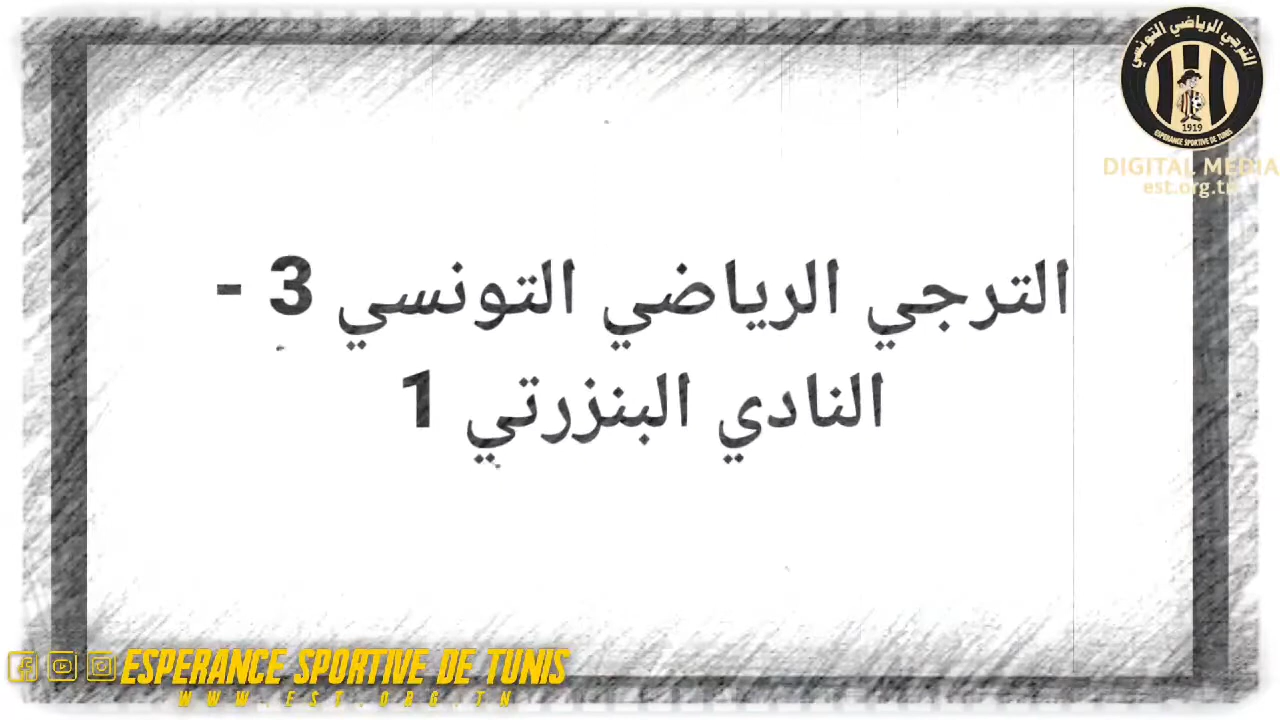 الترجي الرياضي التونسي
1919
ESPERANCE SPORTIVE DE TUNIS
DIGITAL MEDIA
est.org.tn
الترجي الرياضي التونسي 3 -
النادي البنزرتي 1
ESPERANCE SPORTIVE DE TUNIS
WWW.EST.ORG.TN